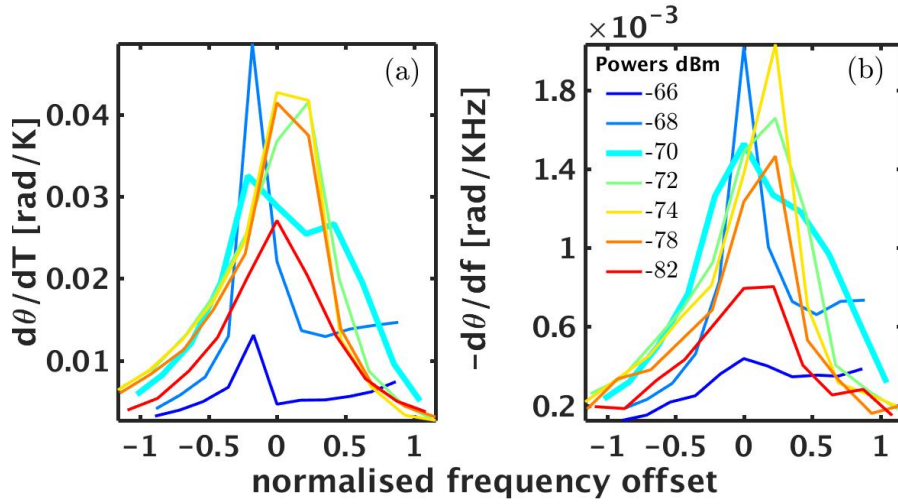 ×10⁻³
(a)
(b)
dθ/dT [rad/K]
0.04
0.03
0.02
0.01
-dθ/df [rad/KHz]
1.8
1.4
1
0.6
0.2
Powers dBm
-66
-68
-70
-72
-74
-78
-82
-1 -0.5 0 0.5 1
-1 -0.5 0 0.5 1
normalised frequency offset